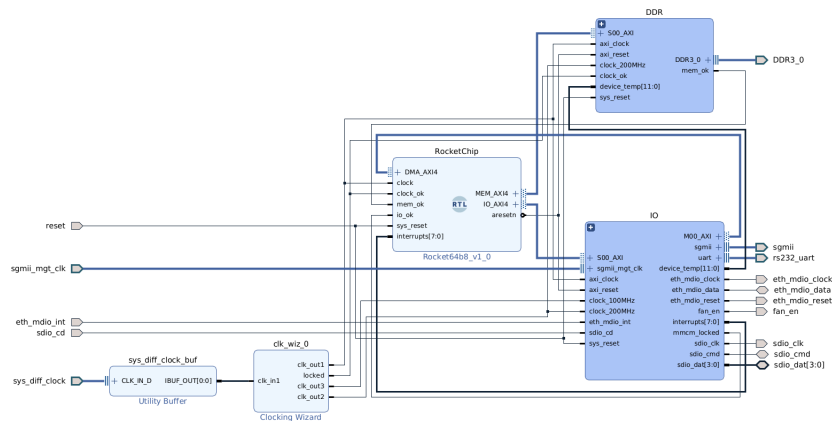 DDR
S00_AXI
axi_clock
axi_reset
clock_200MHz
clock_ok
device_temp[11:0]
sys_reset
DDR3_0
mem_ok
DDR3_0
RocketChip
DMA_AXI4
clock
clock_ok
mem_ok
io_ok
sys_reset
interrupts[7:0]
RTL
MEM_AXI4
IO_AXI4
aresetn
Rocket64b8_v1_0
IO
S00_AXI
sgmii_mgt_clk
axi_clock
axi_reset
clock_100MHz
clock_200MHz
eth_mdio_int
sdio_cd
sys_reset
M00_AXI
sgmii
uart
device_temp[11:0]
eth_mdio_clock
eth_mdio_data
eth_mdio_reset
fan_en
interrupts[7:0]
mmcm_locked
sdio_clk
sdio_cmd
sdio_dat[3:0]
sgmii
rs232_uart
eth_mdio_clock
eth_mdio_data
eth_mdio_reset
fan_en
sdio_clk
sdio_cmd
sdio_dat[3:0]
reset
sgmii_mgt_clk
eth_mdio_int
sdio_cd
sys_diff_clock
sys_diff_clock_buf
CLK_IN_D
IBUF_OUT[0:0]
Utility Buffer
clk_wiz_0
clk_in1
clk_out1
locked
clk_out3
clk_out2
Clocking Wizard